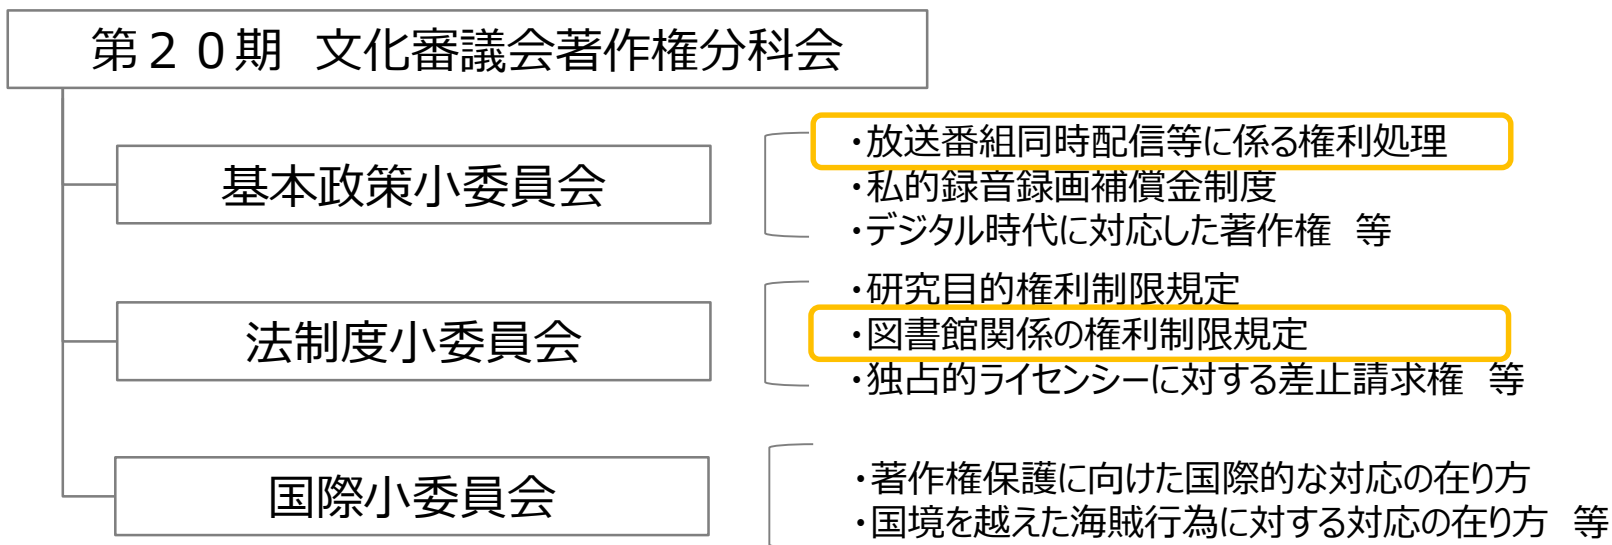 第２０期　文化審議会著作権分科会
基本政策小委員会
・放送番組同時配信等に係る権利処理
・私的録音録画補償金制度
・デジタル時代に対応した著作権　等
法制度小委員会
・研究目的権利制限規定
・図書館関係の権利制限規定
・独占的ライセンシーに対する差止請求権　等
国際小委員会
・著作権保護に向けた国際的な対応の在り方
・国境を越えた海賊行為に対する対応の在り方　等